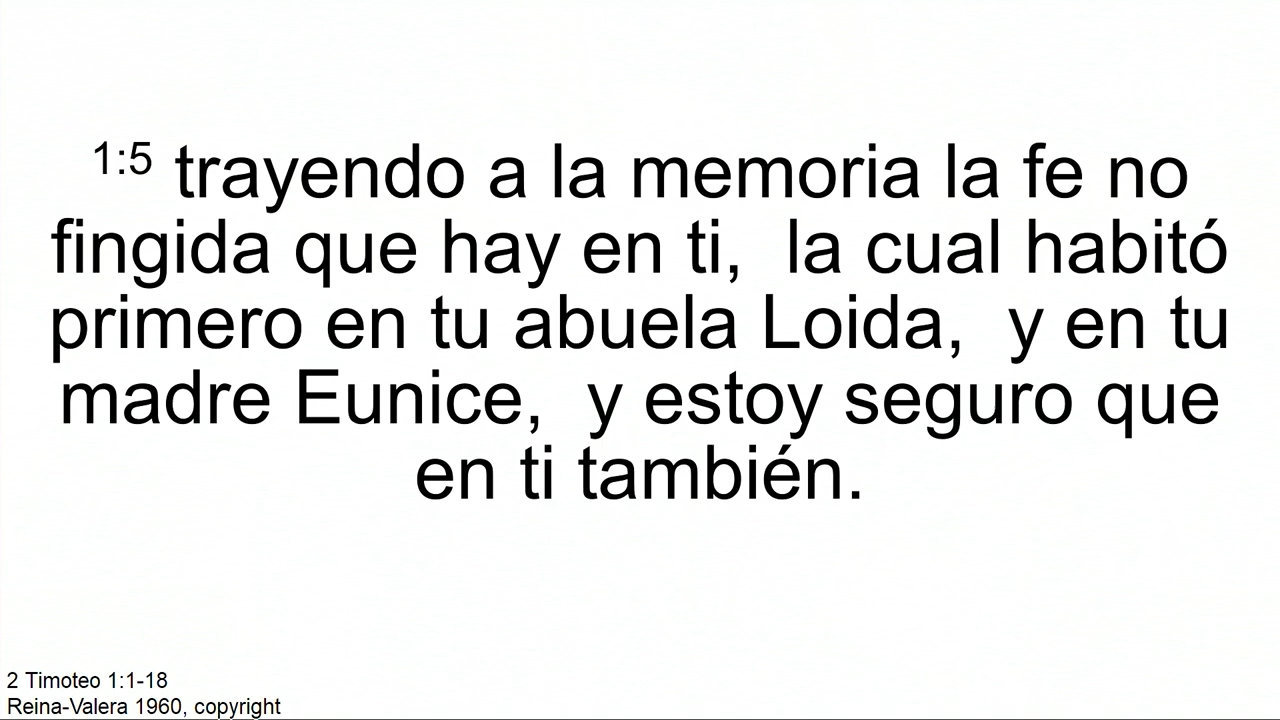 1:5 trayendo a la memoria la fe no
fingida que hay en ti,  la cual habitó
primero en tu abuela Loida,  y en tu
madre Eunice,  y estoy seguro que
en ti también.
2 Timoteo 1:1-18
Reina-Valera 1960, copyright